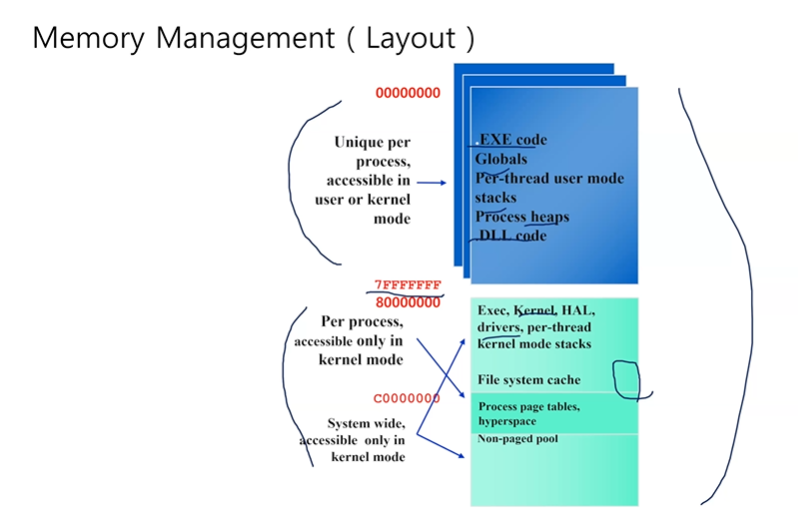 Memory Management ( Layout )
00000000
Unique per
process,
accessible in
user or kernel
mode
.EXE code
Globals
Per-thread user mode
stacks
Process heaps
.DLL code
7FFFFFFF
80000000
Per process,
accessible only in
kernel mode
Exec, Kernel, HAL,
drivers, per-thread
kernel mode stacks
File system cache
C0000000
Process page tables,
hyperspace
System wide,
accessible only in
kernel mode
Non-paged pool